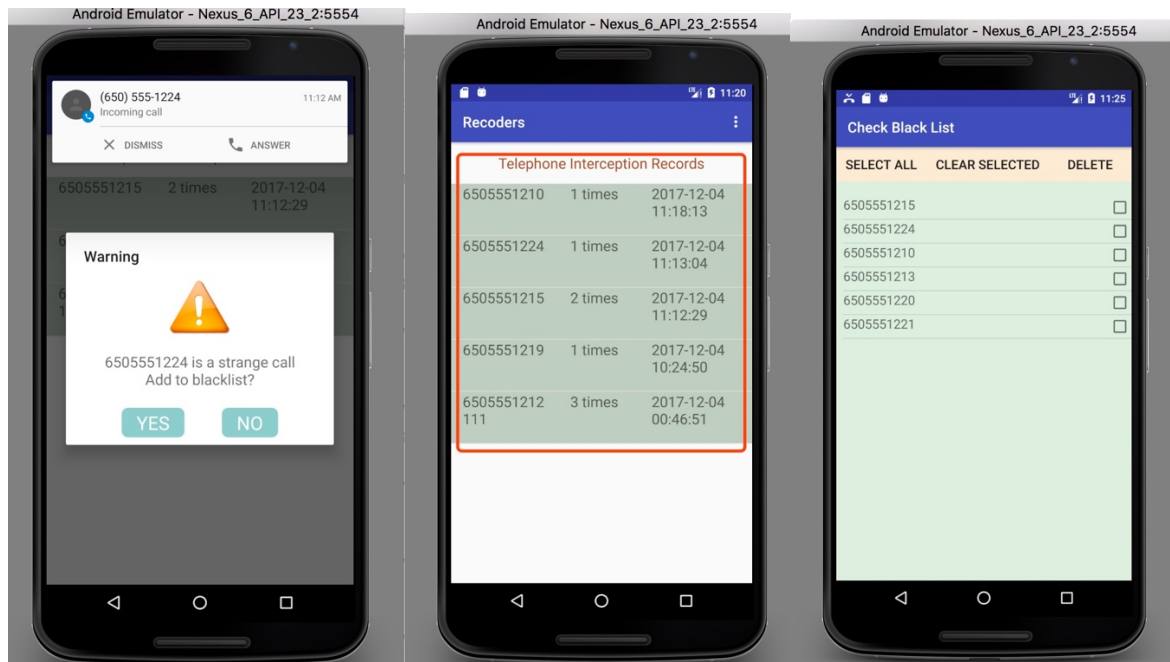 Android Emulator - Nexus_6_API_23_2:5554
(650) 555-1224 11:12 AM
Incoming call
DISMISS ANSWER
6505551215 2 times 2017-12-04
11:12:29
6
Warning
6
1
6505551224 is a strange call
Add to blacklist?
YES NO
Android Emulator - Nexus_6_API_23_2:5554
11:20
Recoders
Telephone Interception Records
6505551210 1 times 2017-12-04
11:18:13
6505551224 1 times 2017-12-04
11:13:04
6505551215 2 times 2017-12-04
11:12:29
6505551219 1 times 2017-12-04
10:24:50
6505551212 3 times 2017-12-04
111 00:46:51
Android Emulator - Nexus_6_API_23_2:5554
11:25
Check Black List
SELECT ALL CLEAR SELECTED DELETE
6505551215
6505551224
6505551210
6505551213
6505551220
6505551221